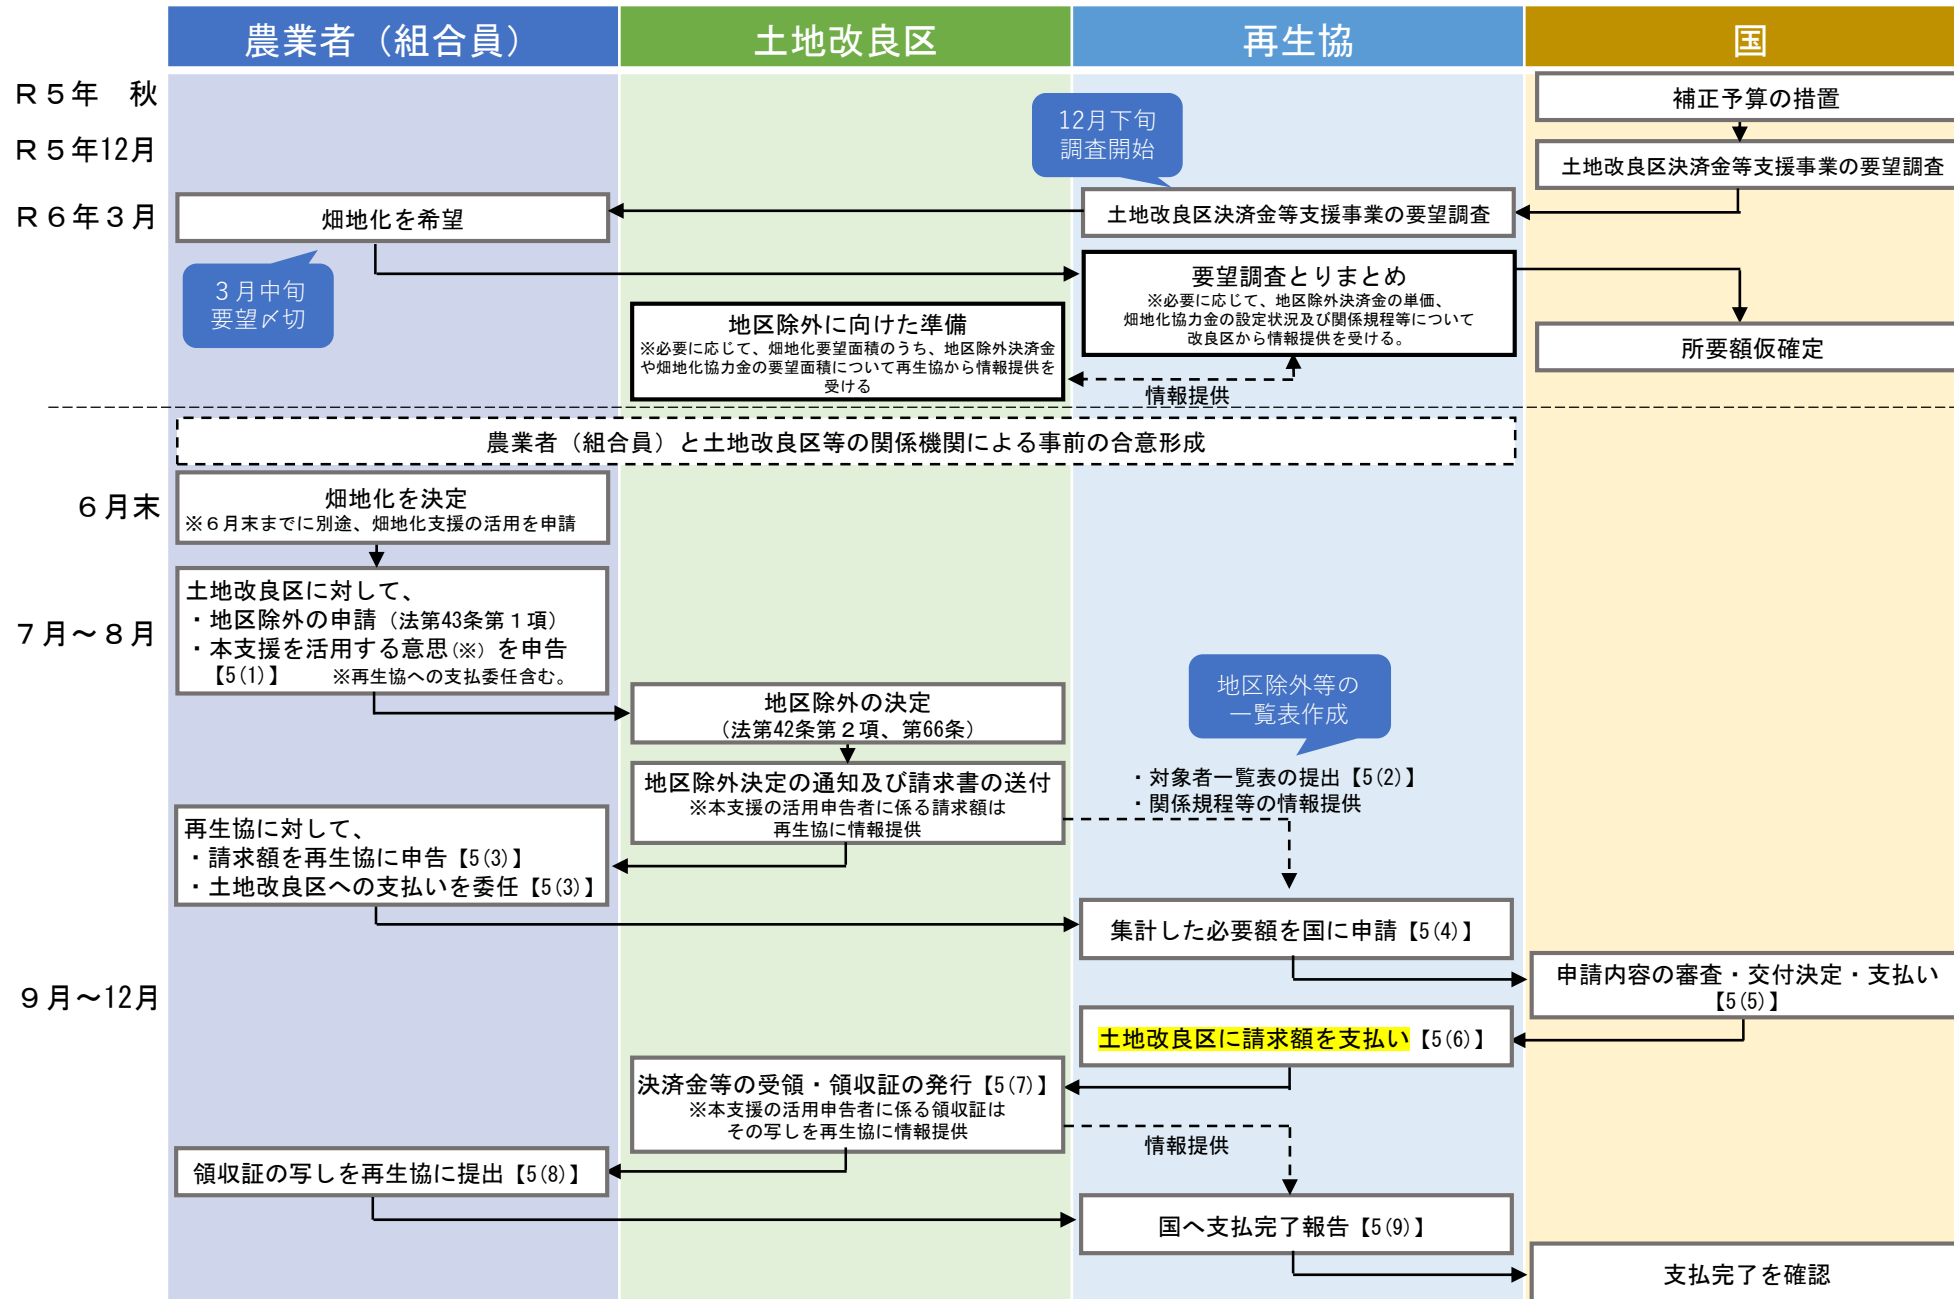 農業者（組合員）
土地改良区
再生協
国
Ｒ５年　秋
補正予算の措置
Ｒ５年12月
12月下旬
調査開始
土地改良区決済金等支援事業の要望調査
Ｒ６年３月
畑地化を希望
土地改良区決済金等支援事業の要望調査
３月中旬
要望〆切
要望調査とりまとめ
※必要に応じて、地区除外決済金の単価、
畑地化協力金の設定状況及び関係規程等について
改良区から情報提供を受ける。
地区除外に向けた準備
※必要に応じて、畑地化要望面積のうち、地区除外決済金
や畑地化協力金の要望面積について再生協から情報提供を
受ける
所要額仮確定
情報提供
農業者（組合員）と土地改良区等の関係機関による事前の合意形成
６月末
畑地化を決定
※６月末までに別途、畑地化支援の活用を申請
７月～８月
土地改良区に対して、
・地区除外の申請（法第43条第１項）
・本支援を活用する意思(※)を申告
【5(1)】　※再生協への支払委任含む。
地区除外の決定
（法第42条第２項、第66条）
地区除外等の
一覧表作成
地区除外決定の通知及び請求書の送付
※本支援の活用申告者に係る請求額は
再生協に情報提供
・対象者一覧表の提出【5(2)】
・関係規程等の情報提供
再生協に対して、
・請求額を再生協に申告【5(3)】
・土地改良区への支払いを委任【5(3)】
集計した必要額を国に申請【5(4)】
９月～12月
申請内容の審査・交付決定・支払い
【5(5)】
土地改良区に請求額を支払い【5(6)】
決済金等の受領・領収証の発行【5(7)】
※本支援の活用申告者に係る領収証は
その写しを再生協に情報提供
情報提供
領収証の写しを再生協に提出【5(8)】
国へ支払完了報告【5(9)】
支払完了を確認